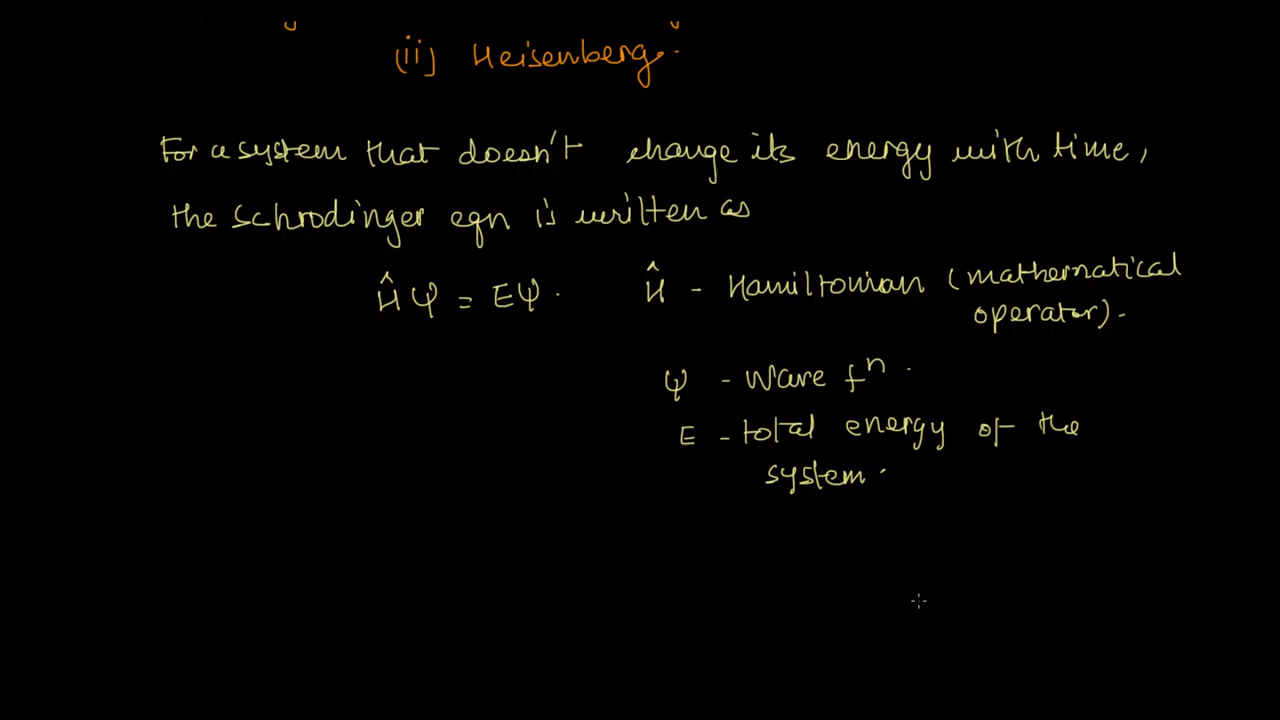 (ii) Heisenberg.
For a system that doesn't change its energy with time,
the schrodinger eqn is written as
Ĥψ = Eψ. Ĥ - Hamiltonian (mathematical
operator).
ψ - Wave fⁿ.
E - total energy of the
system.